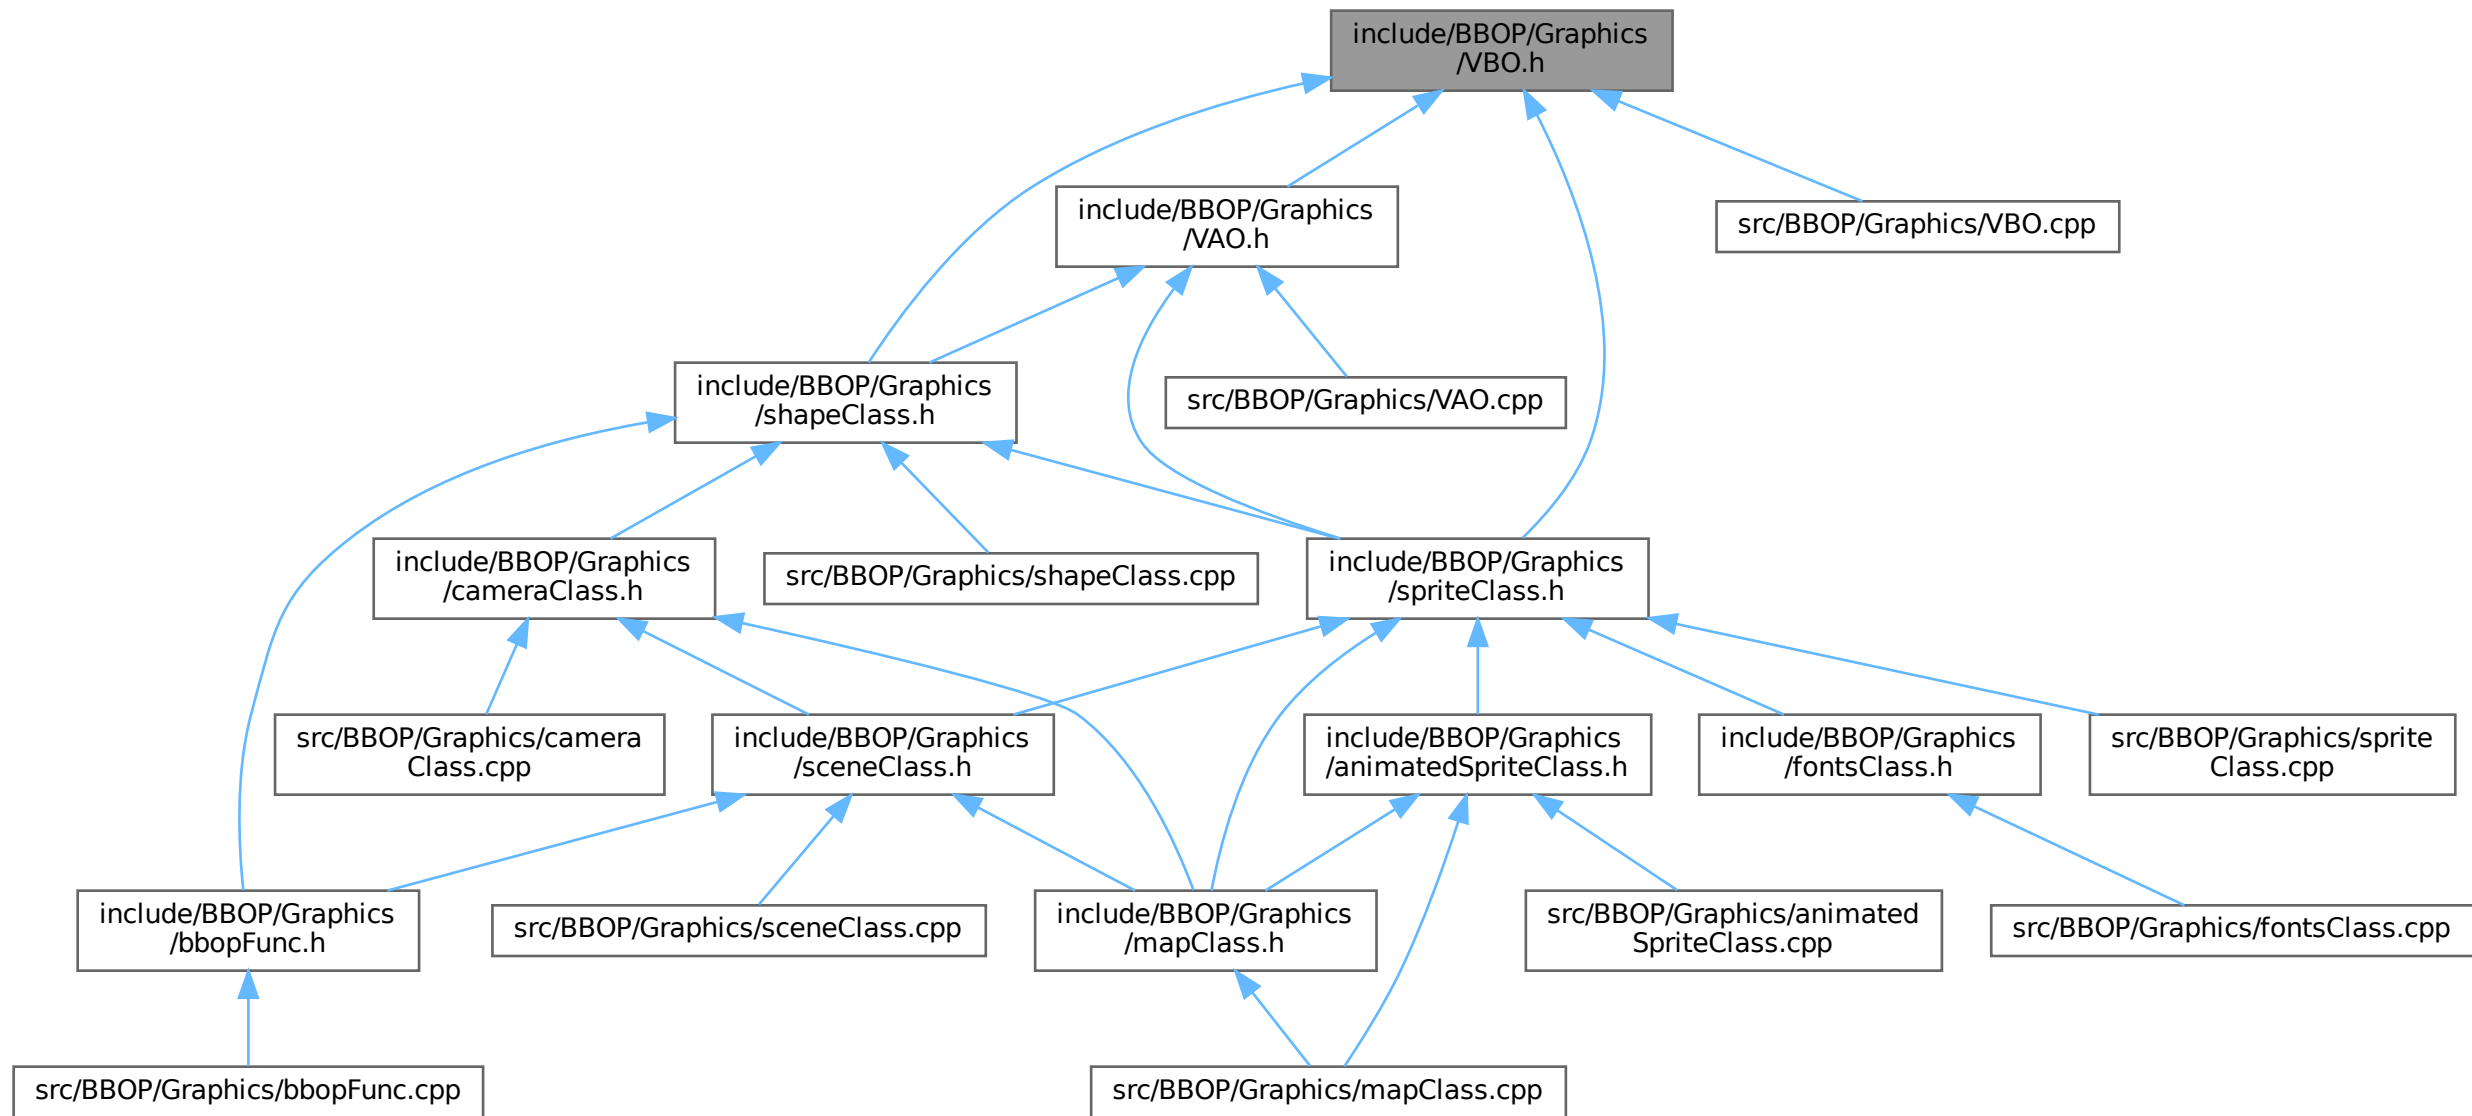 include/BBOP/Graphics
/VBO.h
include/BBOP/Graphics
/VAO.h
src/BBOP/Graphics/VBO.cpp
include/BBOP/Graphics
/shapeClass.h
src/BBOP/Graphics/VAO.cpp
include/BBOP/Graphics
/cameraClass.h
src/BBOP/Graphics/shapeClass.cpp
include/BBOP/Graphics
/spriteClass.h
src/BBOP/Graphics/camera
Class.cpp
include/BBOP/Graphics
/sceneClass.h
include/BBOP/Graphics
/animatedSpriteClass.h
include/BBOP/Graphics
/fontsClass.h
src/BBOP/Graphics/sprite
Class.cpp
include/BBOP/Graphics
/bbopFunc.h
src/BBOP/Graphics/sceneClass.cpp
include/BBOP/Graphics
/mapClass.h
src/BBOP/Graphics/animated
SpriteClass.cpp
src/BBOP/Graphics/fontsClass.cpp
src/BBOP/Graphics/bbopFunc.cpp
src/BBOP/Graphics/mapClass.cpp